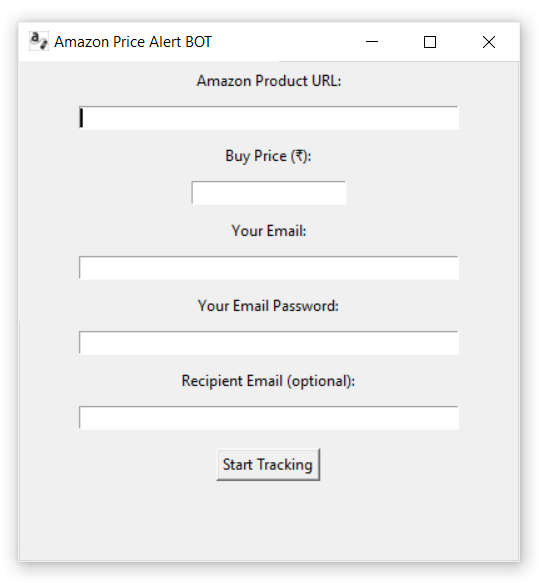 Amazon Price Alert BOT
Amazon Product URL:
Buy Price (₹):
Your Email:
Your Email Password:
Recipient Email (optional):
Start Tracking